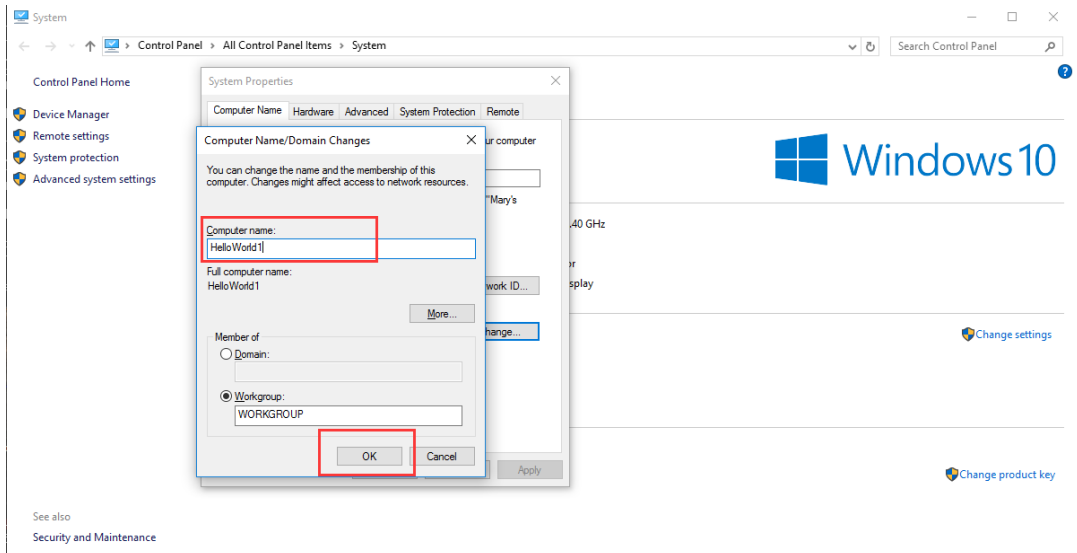 System
Control Panel > All Control Panel Items > System
Search Control Panel
Control Panel Home
Device Manager
Remote settings
System protection
Advanced system settings
See also
Security and Maintenance
System Properties
Computer Name Hardware Advanced System Protection Remote
ur computer
"Mary's
work ID...
hange...
Apply
Computer Name/Domain Changes
You can change the name and the membership of this
computer. Changes might affect access to network resources.
Computer name:
HelloWorld1
Full computer name:
HelloWorld1
More...
Member of
Domain:
Workgroup:
WORKGROUP
OK Cancel
Windows 10
.40 GHz
or
splay
Change settings
Change product key